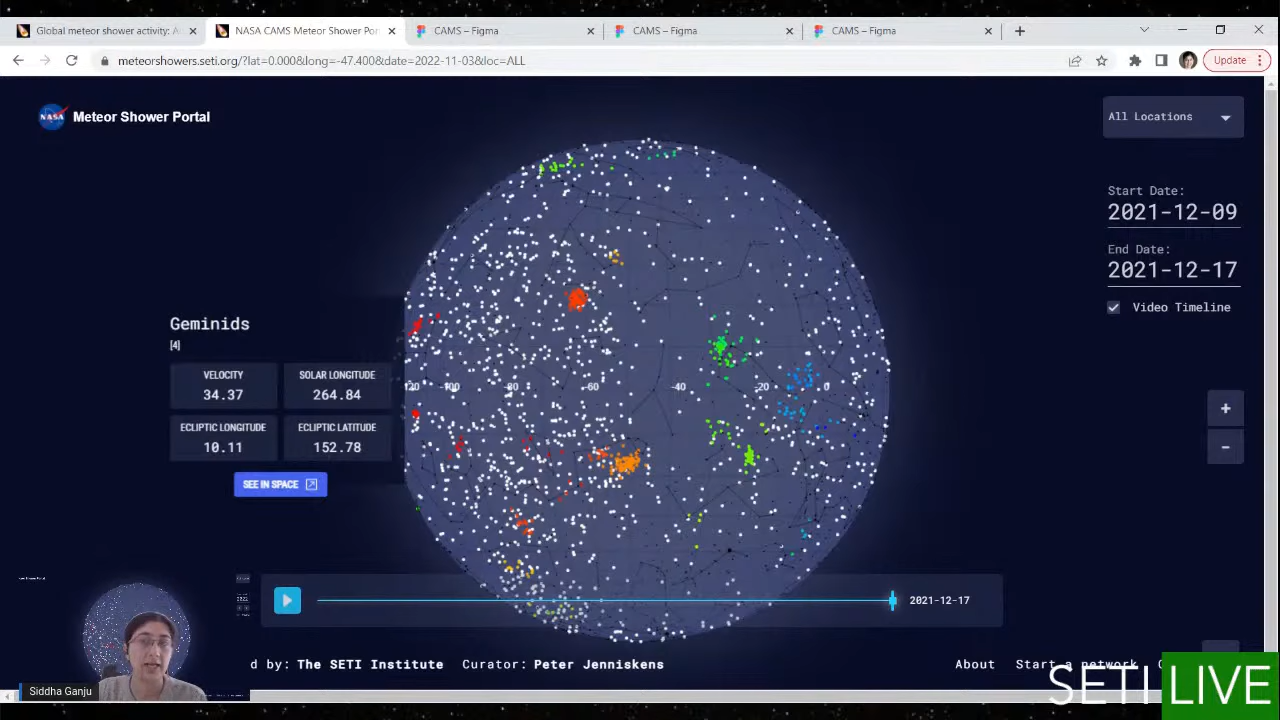 Global meteor shower activity: A
NASA CAMS Meteor Shower Por
CAMS – Figma
CAMS – Figma
CAMS – Figma
meteorshowers.seti.org/?lat=0.000&long=-47.400&date=2022-11-03&loc=ALL
Update
NASA
Meteor Shower Portal
All Locations
Start Date:
2021-12-09
End Date:
2021-12-17
Video Timeline
Geminids
[4]
VELOCITY
34.37
SOLAR LONGITUDE
264.84
ECLIPTIC LONGITUDE
10.11
ECLIPTIC LATITUDE
152.78
SEE IN SPACE
-100
-80
-60
-40
-20
0
+
-
2021-12-17
d by: The SETI Institute Curator: Peter Jenniskens
About
Start a network
Siddha Ganju
SETI LIVE